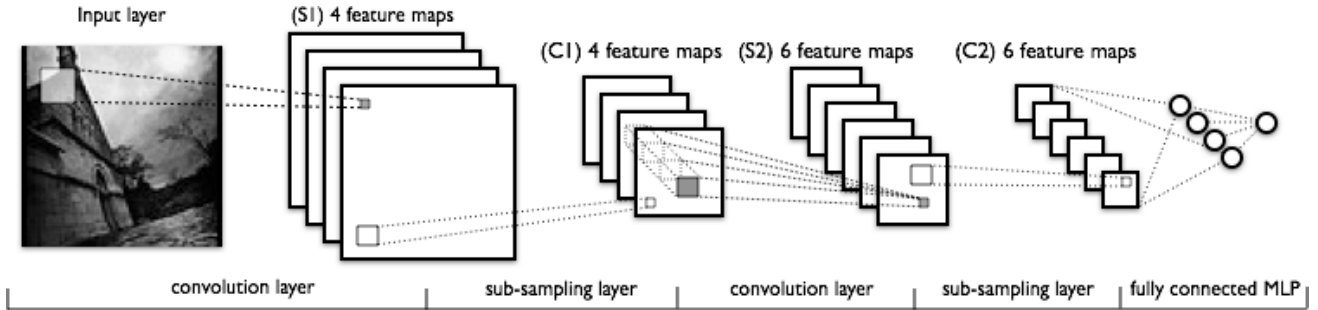 Input layer
(S1) 4 feature maps
(C1) 4 feature maps
(S2) 6 feature maps
(C2) 6 feature maps
convolution layer
sub-sampling layer
convolution layer
sub-sampling layer
fully connected MLP